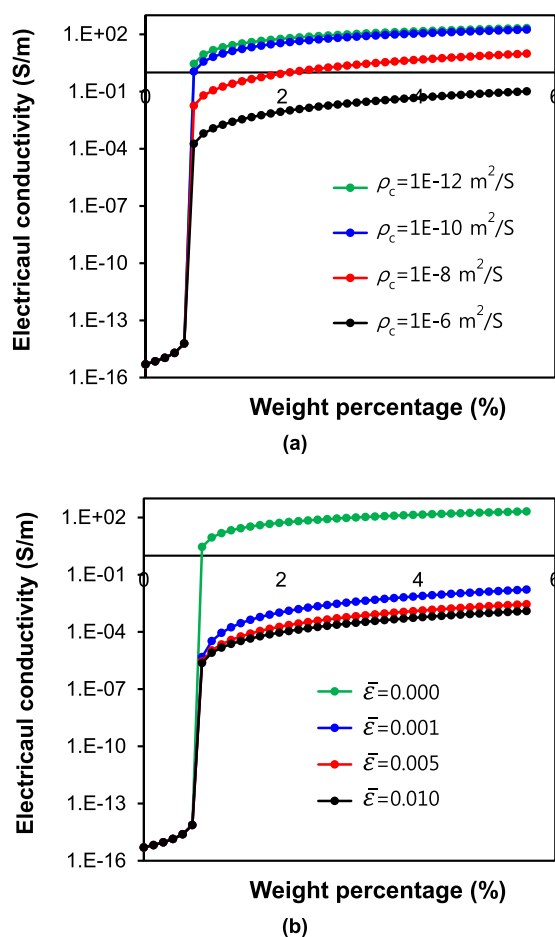 Electricaul conductivity (S/m)
1.E+02
1.E-01
1.E-04
1.E-07
1.E-10
1.E-13
1.E-16
0 2 4 6
ρc=1E-12 m²/S
ρc=1E-10 m²/S
ρc=1E-8 m²/S
ρc=1E-6 m²/S
Weight percentage (%)
(a)
Electricaul conductivity (S/m)
1.E+02
1.E-01
1.E-04
1.E-07
1.E-10
1.E-13
1.E-16
0 2 4 6
ε̄=0.000
ε̄=0.001
ε̄=0.005
ε̄=0.010
Weight percentage (%)
(b)